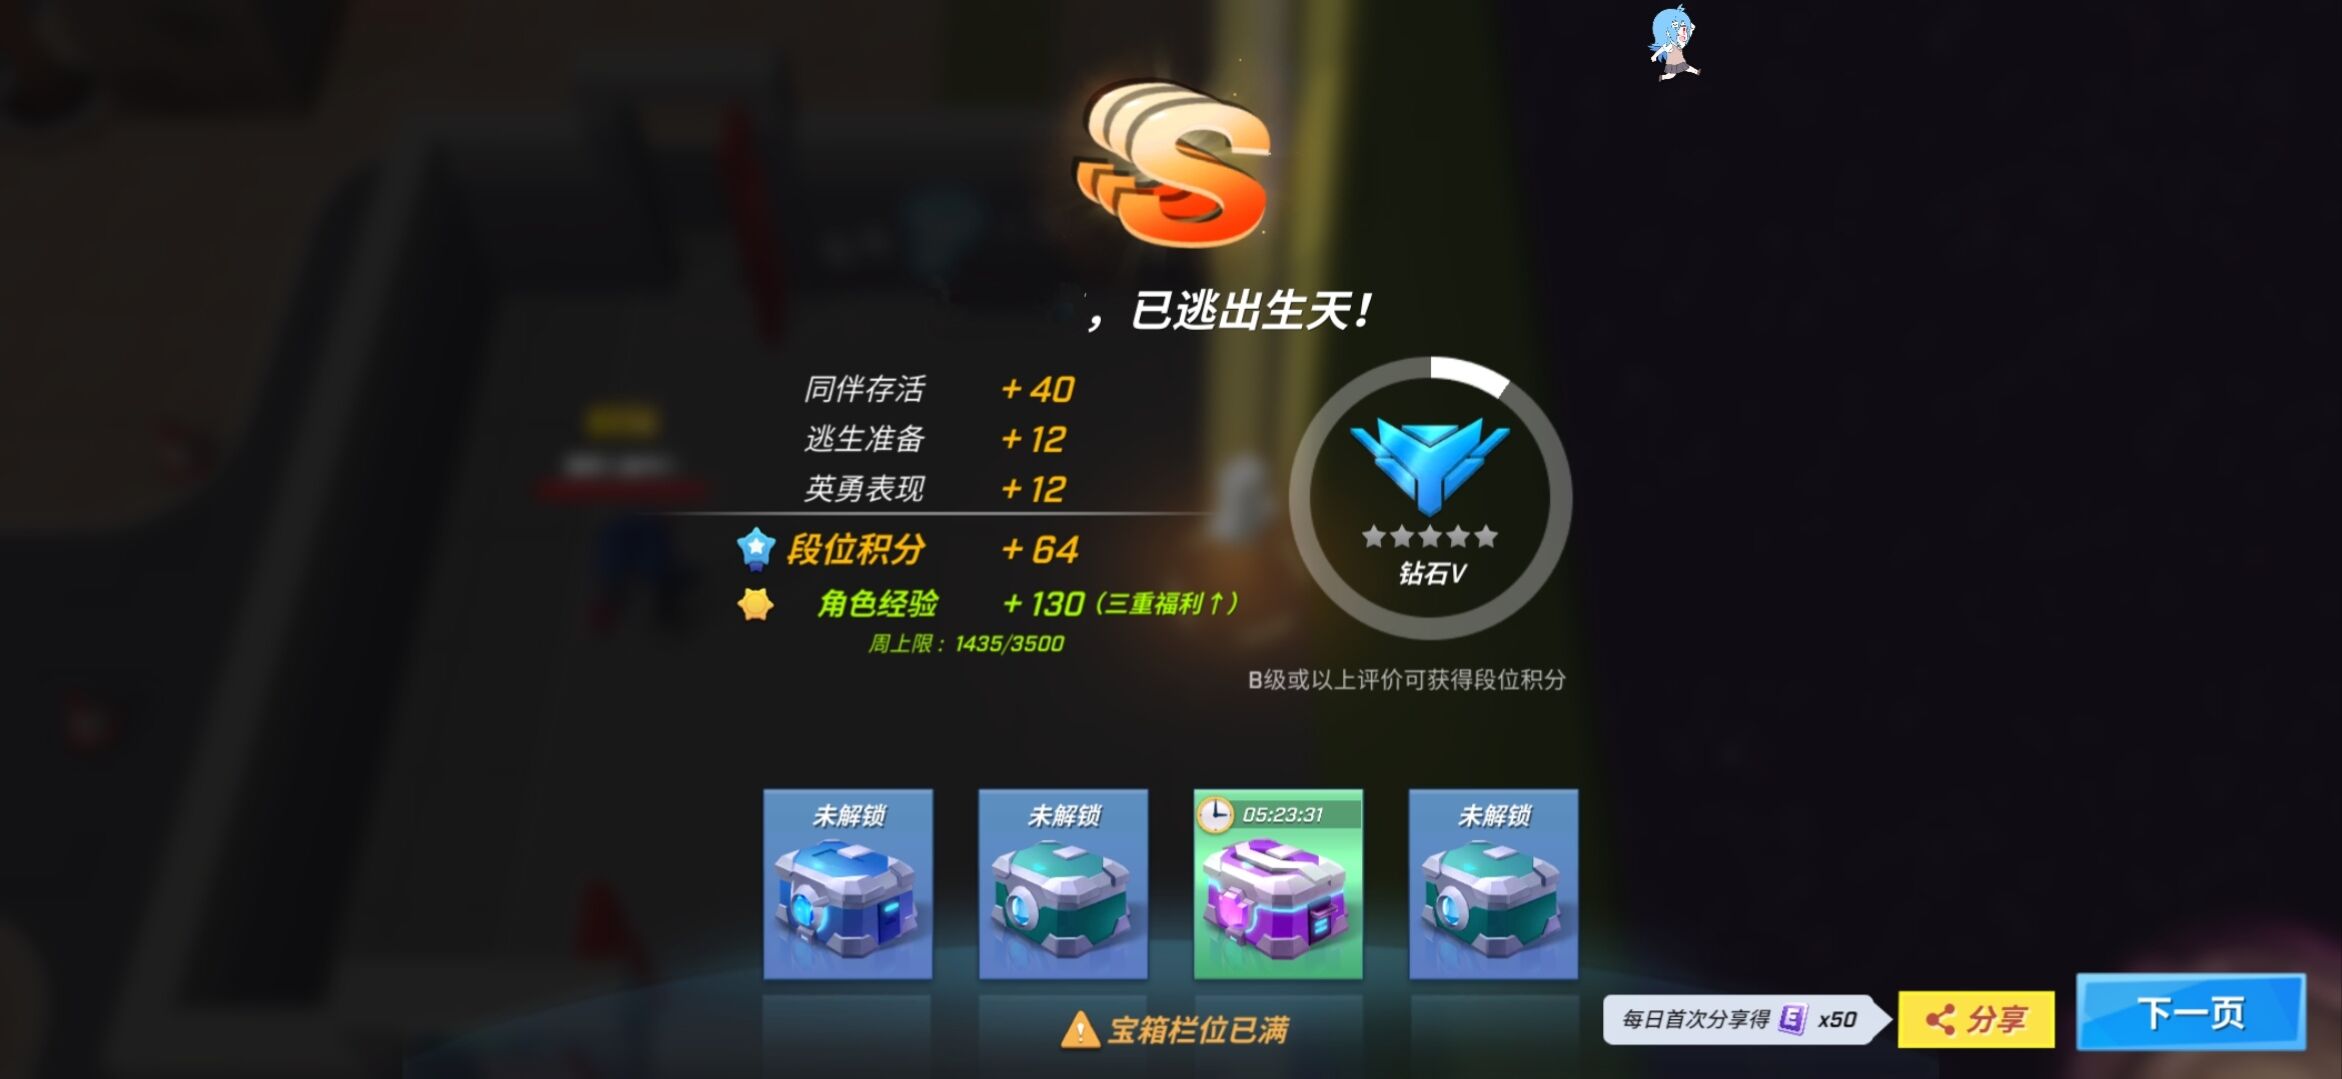 S
，已逃出生天！
同伴存活 +40
逃生准备 +12
英勇表现 +12
段位积分 +64
角色经验 +130（三重福利↑）
周上限：1435/3500
钻石V
B级或以上评价可获得段位积分
未解锁
未解锁
05:23:31
未解锁
宝箱栏位已满
每日首次分享得 E x50
分享
下一页